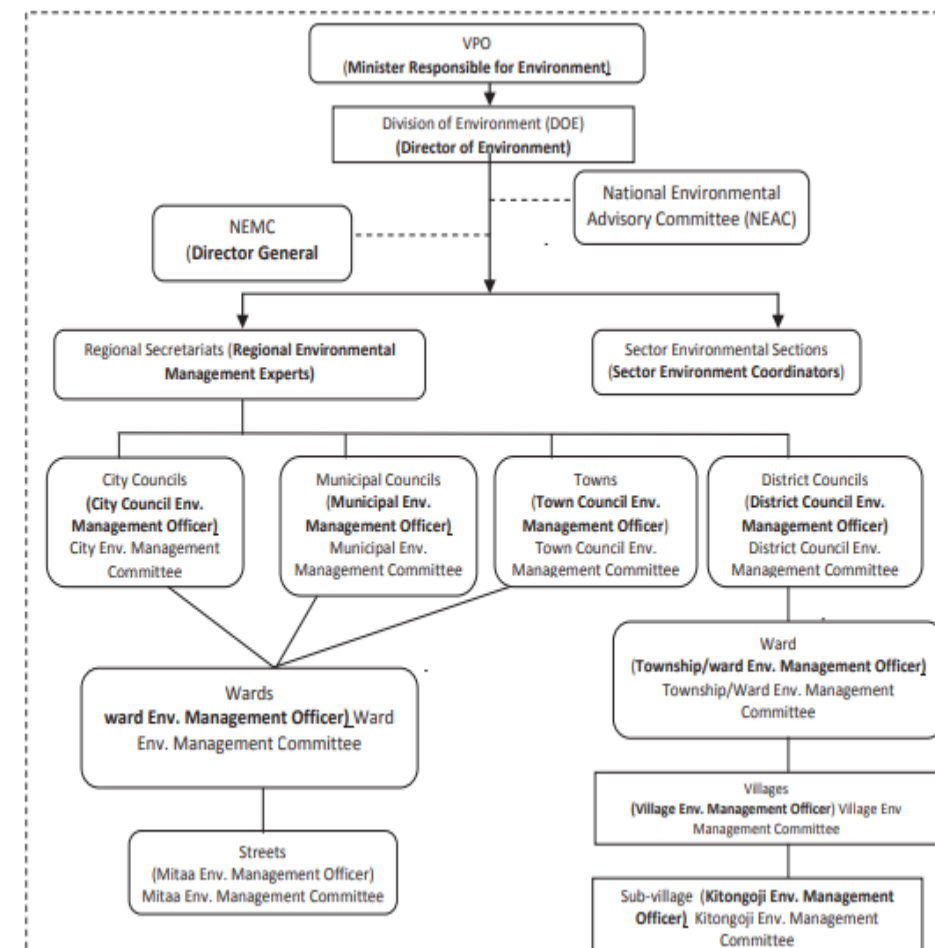 VPO
(Minister Responsible for Environment)
Division of Environment (DOE)
(Director of Environment)
National Environmental
Advisory Committee (NEAC)
NEMC
(Director General
Regional Secretariats (Regional Environmental
Management Experts)
Sector Environmental Sections
(Sector Environment Coordinators)
City Councils
(City Council Env.
Management Officer)
City Env. Management
Committee
Municipal Councils
(Municipal Env.
Management Officer)
Municipal Env.
Management Committee
Towns
(Town Council Env.
Management Officer)
Town Council Env.
Management Committee
District Councils
(District Council Env.
Management Officer)
District Council Env.
Management Committee
Wards
ward Env. Management Officer) Ward
Env. Management Committee
Ward
(Township/ward Env. Management Officer)
Township/Ward Env. Management
Committee
Streets
(Mitaa Env. Management Officer)
Mitaa Env. Management Committee
Villages
(Village Env. Management Officer) Village Env
Management Committee
Sub-village (Kitongoji Env. Management
Officer) Kitongoji Env. Management
Committee